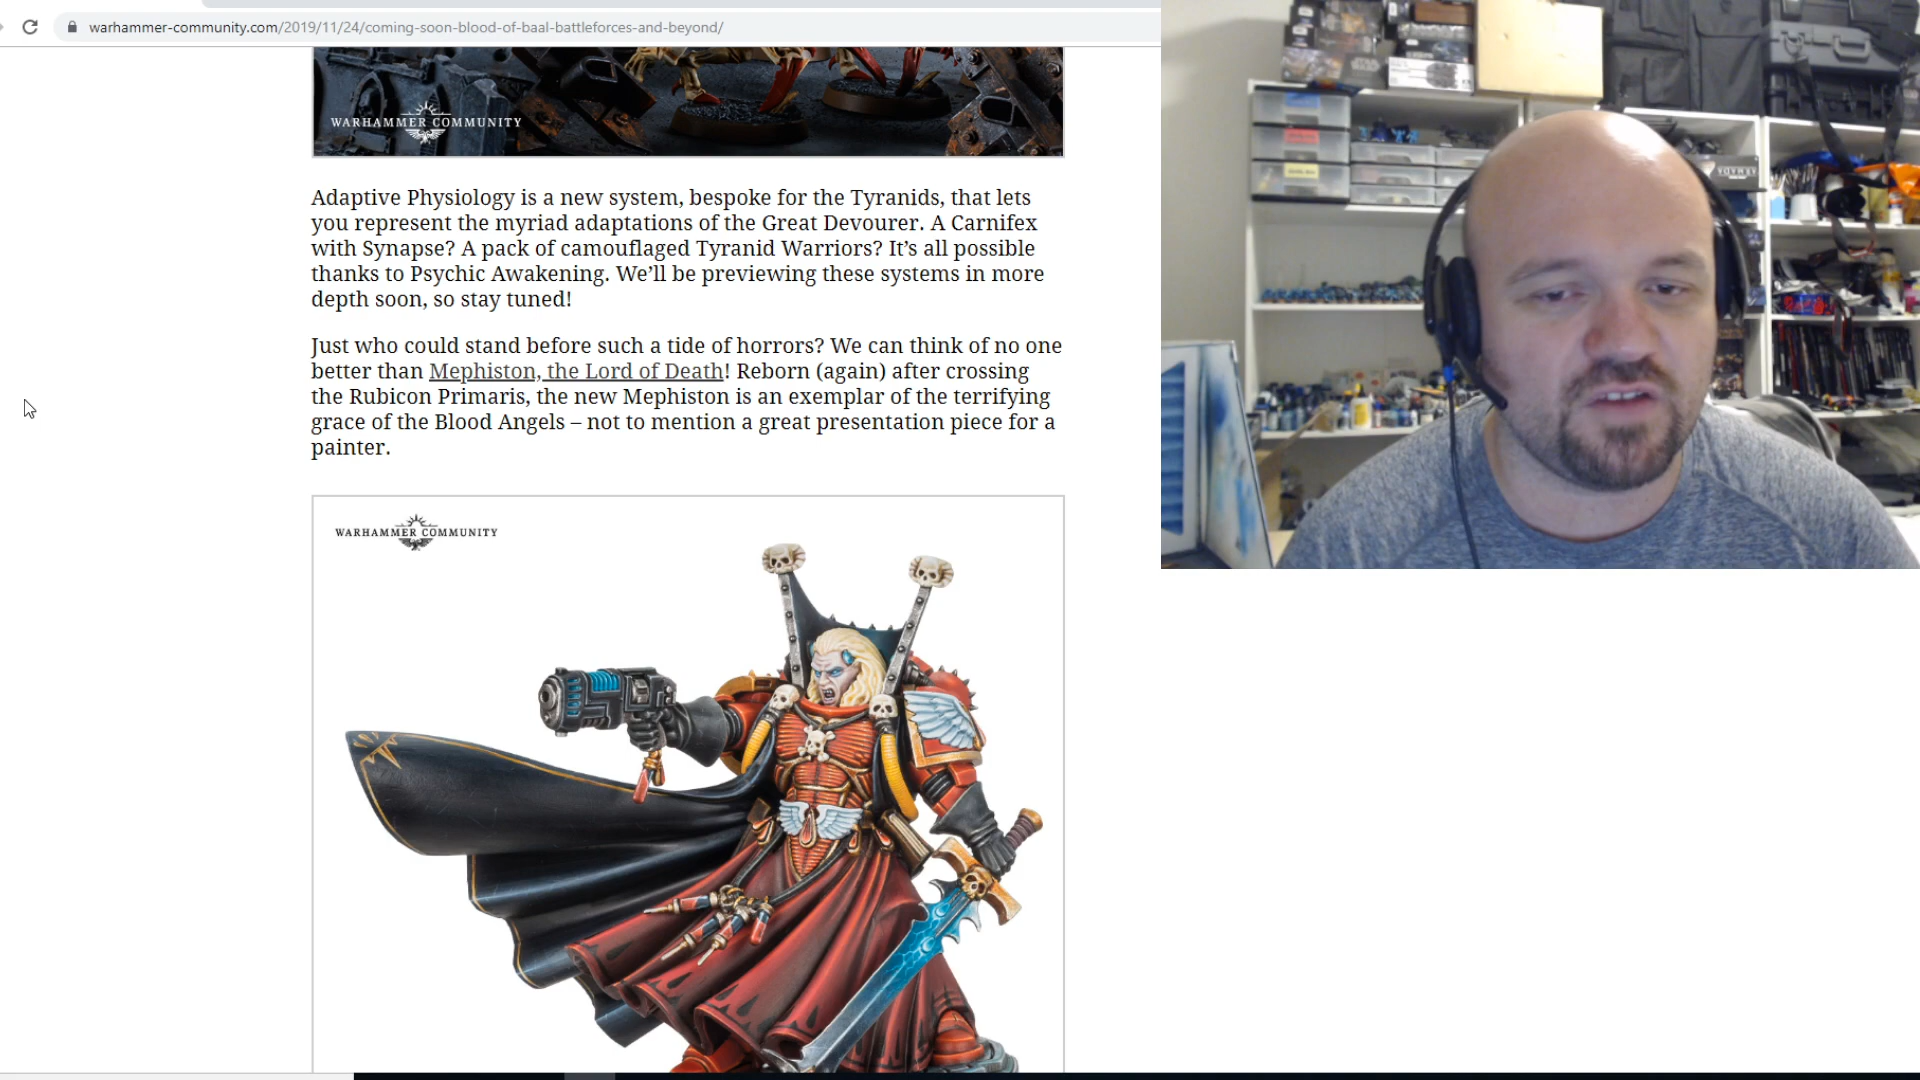 warhammer-community.com/2019/11/24/coming-soon-blood-of-baal-battleforces-and-beyond/
WARHAMMER COMMUNITY
Adaptive Physiology is a new system, bespoke for the Tyranids, that lets
you represent the myriad adaptations of the Great Devourer. A Carnifex
with Synapse? A pack of camouflaged Tyranid Warriors? It’s all possible
thanks to Psychic Awakening. We’ll be previewing these systems in more
depth soon, so stay tuned!
Just who could stand before such a tide of horrors? We can think of no one
better than Mephiston, the Lord of Death! Reborn (again) after crossing
the Rubicon Primaris, the new Mephiston is an exemplar of the terrifying
grace of the Blood Angels – not to mention a great presentation piece for a
painter.
WARHAMMER COMMUNITY